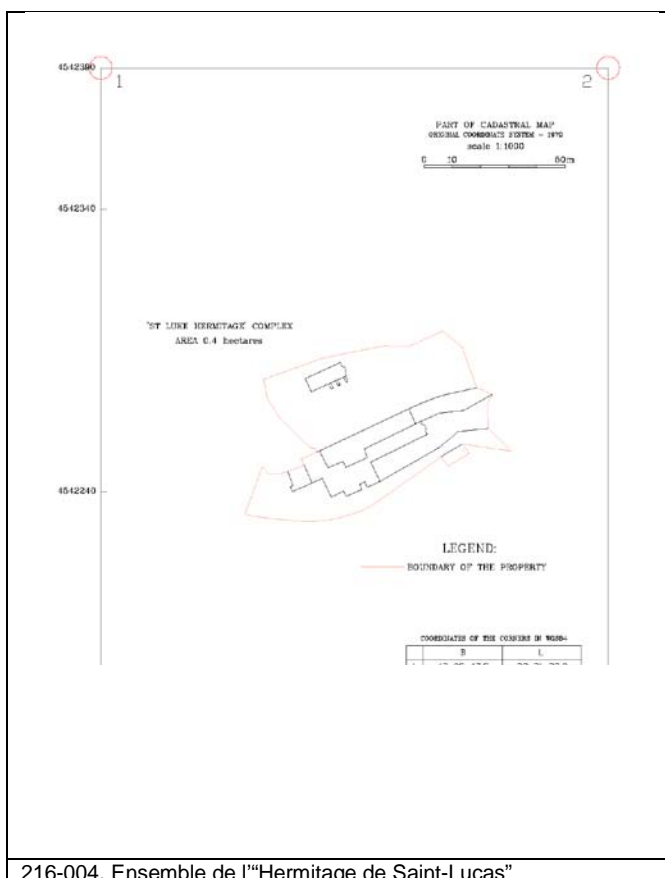 4542390
1
2
PART OF CADASTRAL MAP
ORIGINAL COORDINATE SYSTEM - 1970
scale 1:1000
0 10 50m
4542340
'ST LUKE HERMITAGE' COMPLEX
AREA 0.4 hectares
4542240
LEGEND:
BOUNDARY OF THE PROPERTY
COORDINATES OF THE CORNERS IN WGS84
B L
216-004. Ensemble de l'“Hermitage de Saint-Lucas”